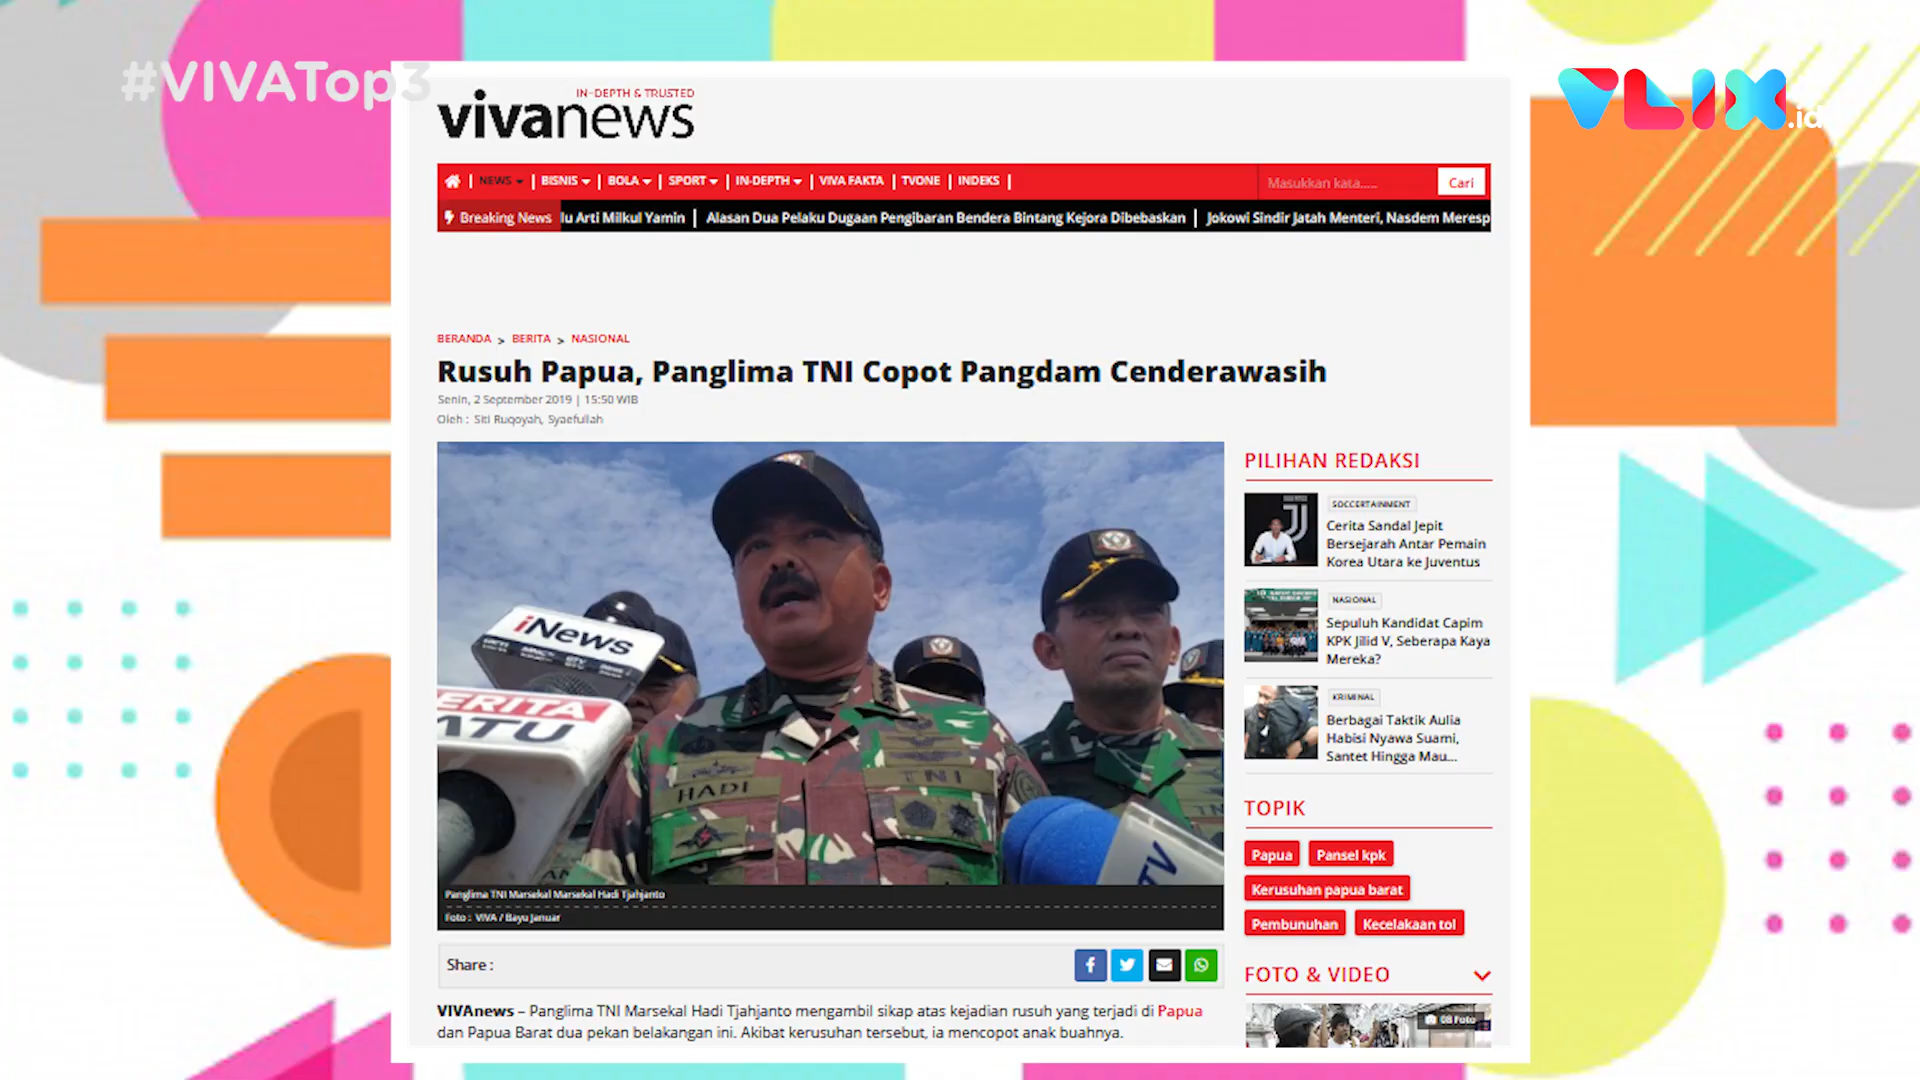 #VIVATop3
VLIX.id
IN-DEPTH & TRUSTED
vivanews
NEWS
BISNIS
BOLA
SPORT
IN-DEPTH
VIVA FAKTA
TVONE
INDEKS
Masukkan kata.....
Cari
Breaking News
lu Arti Milkul Yamin | Alasan Dua Pelaku Dugaan Pengibaran Bendera Bintang Kejora Dibebaskan | Jokowi Sindir Jatah Menteri, Nasdem Meresp
BERANDA > BERITA > NASIONAL
Rusuh Papua, Panglima TNI Copot Pangdam Cenderawasih
Senin, 2 September 2019 | 15:50 WIB
Oleh : Siti Ruqoyah, Syaefullah
iNews
BERITA
SATU
HADI
TNI
TV
Panglima TNI Marsekal Marsekal Hadi Tjahjanto
Foto : VIVA / Bayu Januar
Share :
VIVAnews – Panglima TNI Marsekal Hadi Tjahjanto mengambil sikap atas kejadian rusuh yang terjadi di Papua
dan Papua Barat dua pekan belakangan ini. Akibat kerusuhan tersebut, ia mencopot anak buahnya.
PILIHAN REDAKSI
SOCCERTAINMENT
Cerita Sandal Jepit
Bersejarah Antar Pemain
Korea Utara ke Juventus
NASIONAL
Sepuluh Kandidat Capim
KPK Jilid V, Seberapa Kaya
Mereka?
KRIMINAL
Berbagai Taktik Aulia
Habisi Nyawa Suami,
Santet Hingga Mau...
TOPIK
Papua
Pansel kpk
Kerusuhan papua barat
Pembunuhan
Kecelakaan tol
FOTO & VIDEO
08 Foto